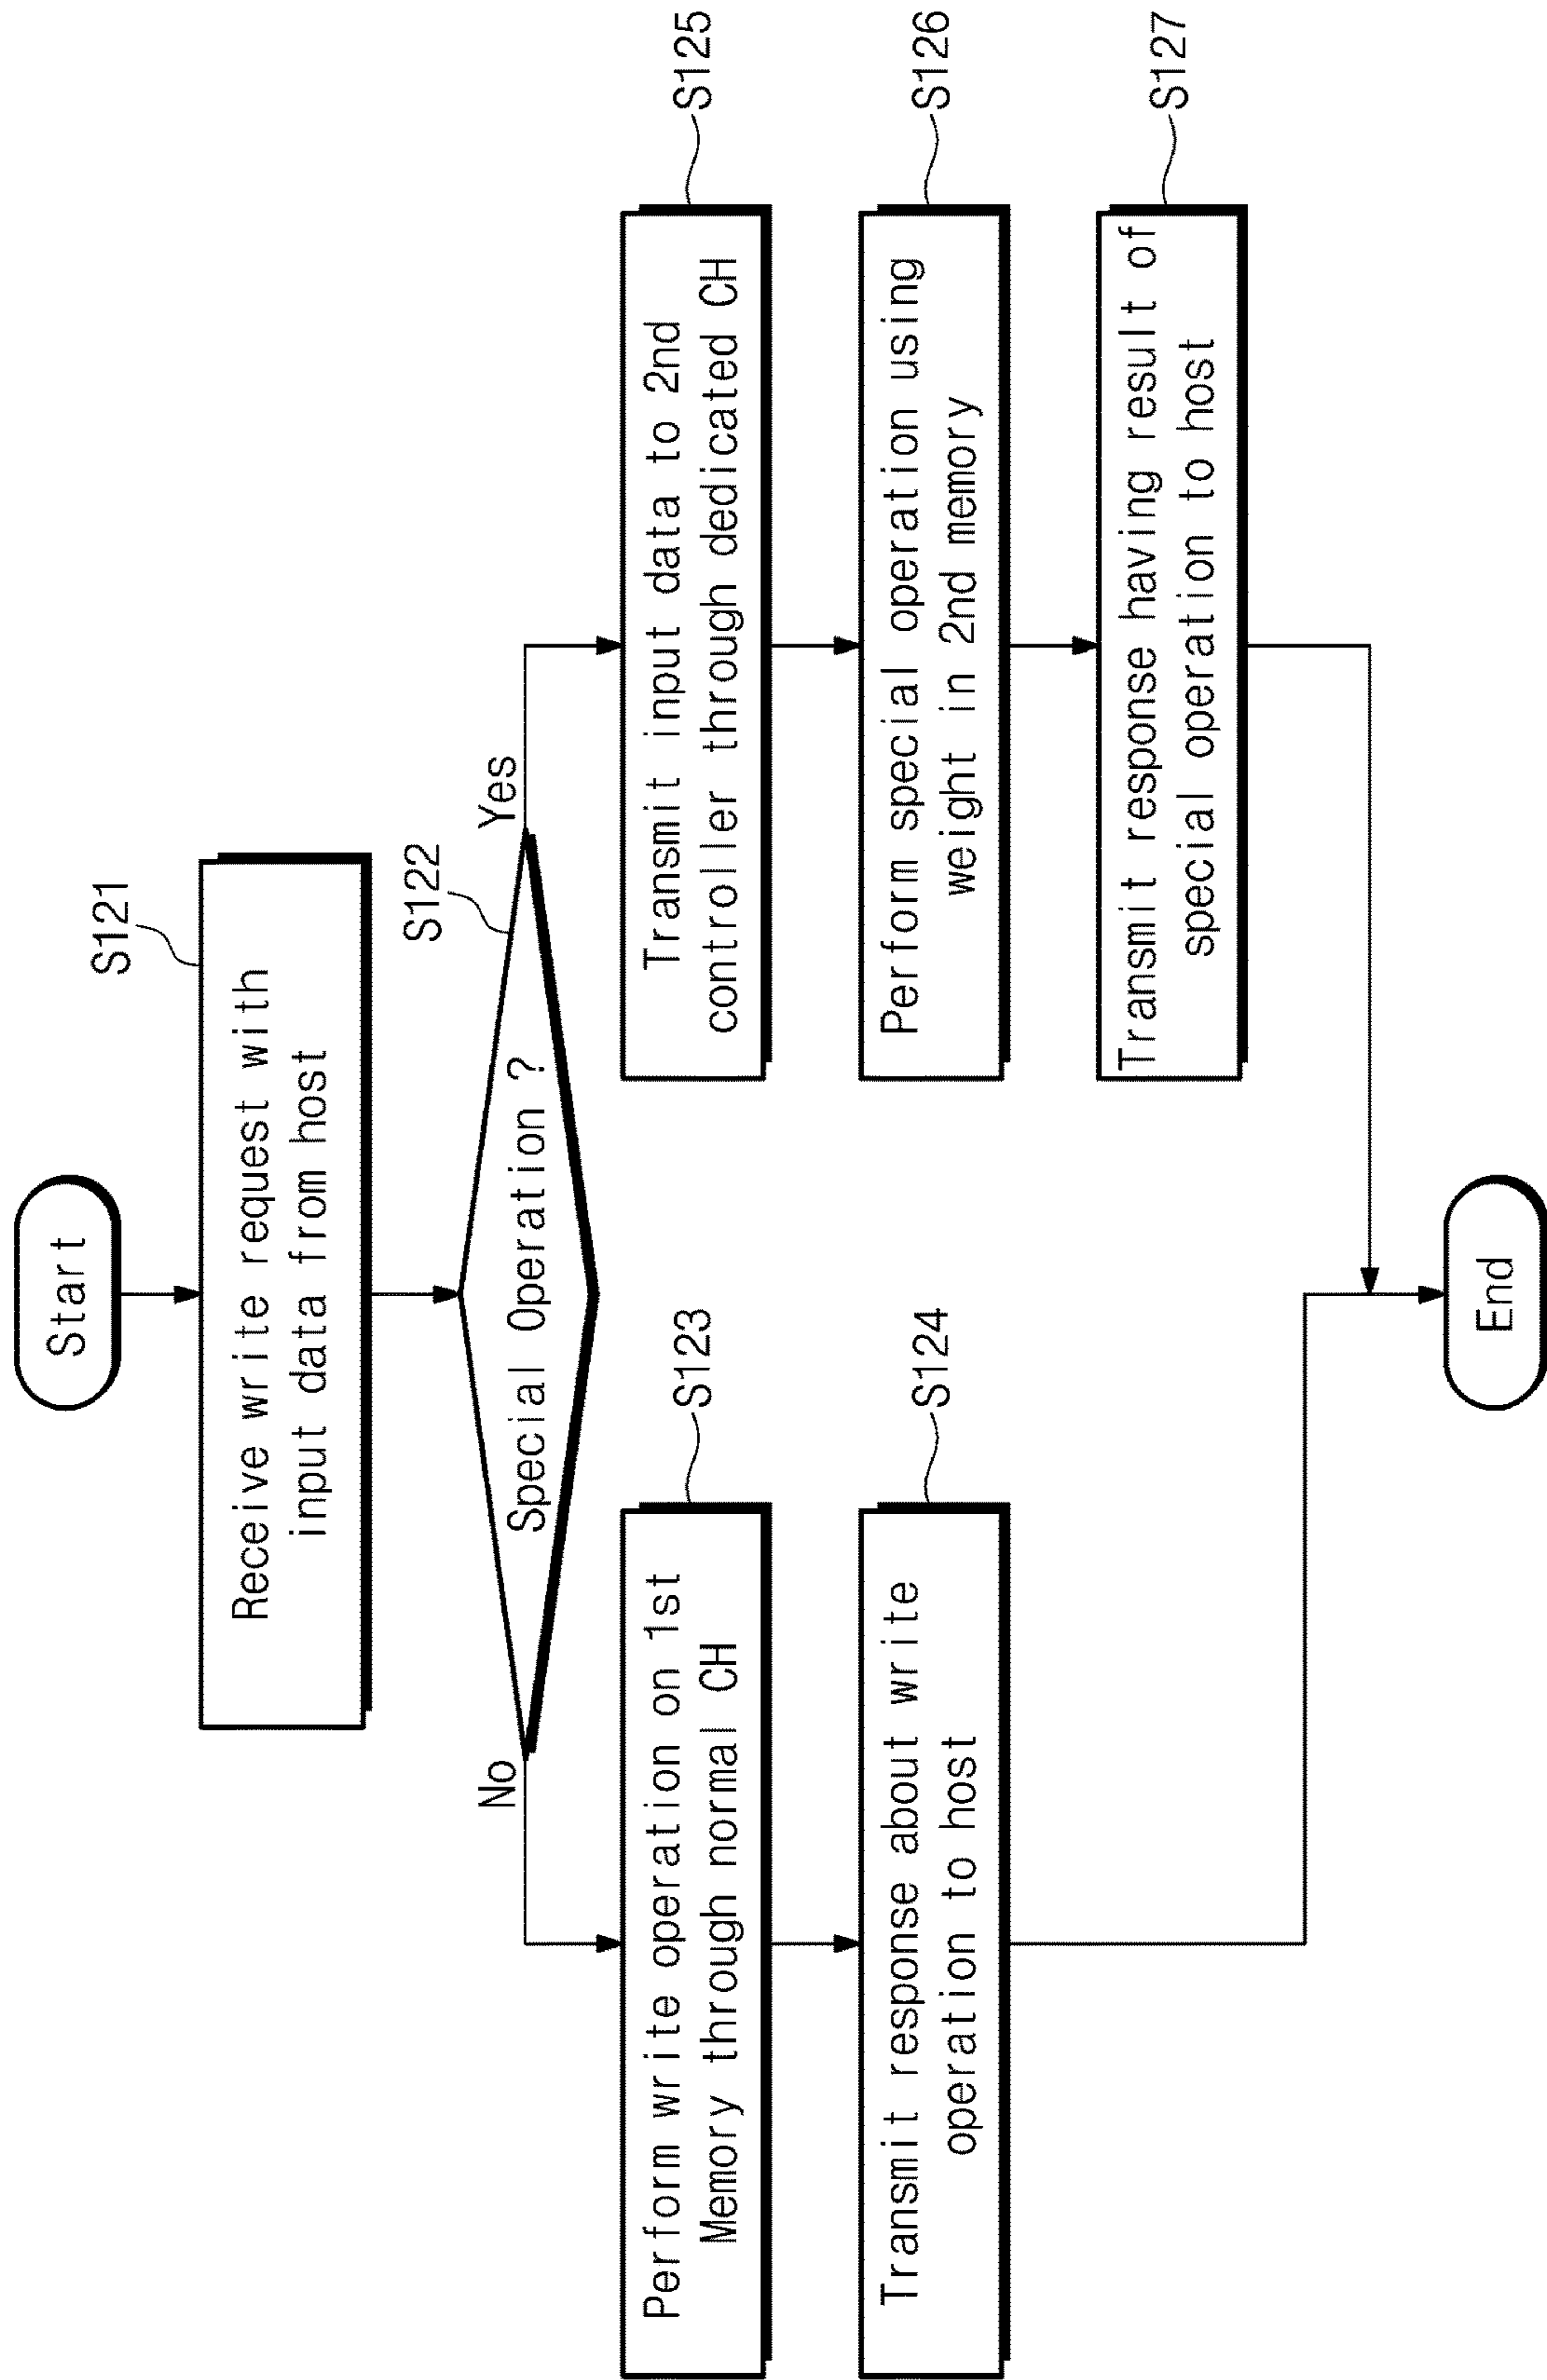 Start
S121
Receive write request with
input data from host
S122
Special Operation ?
No
Yes
S123
Perform write operation on 1st
Memory through normal CH
S124
Transmit response about write
operation to host
S125
Transmit input data to 2nd
controller through dedicated CH
S126
Perform special operation using
weight in 2nd memory
S127
Transmit response having result of
special operation to host
End